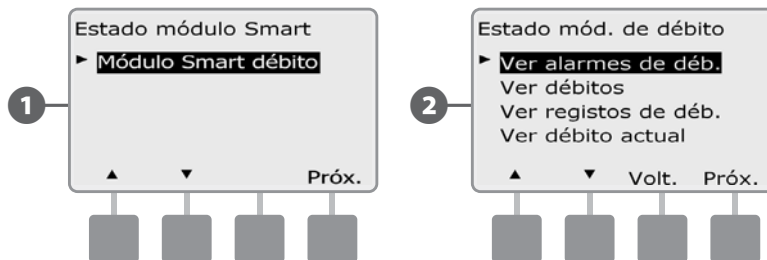 1
Estado módulo Smart
► Módulo Smart débito
▲ ▼ Próx.
2
Estado mód. de débito
► Ver alarmes de déb.
Ver débitos
Ver registos de déb.
Ver débito actual
▲ ▼ Volt. Próx.